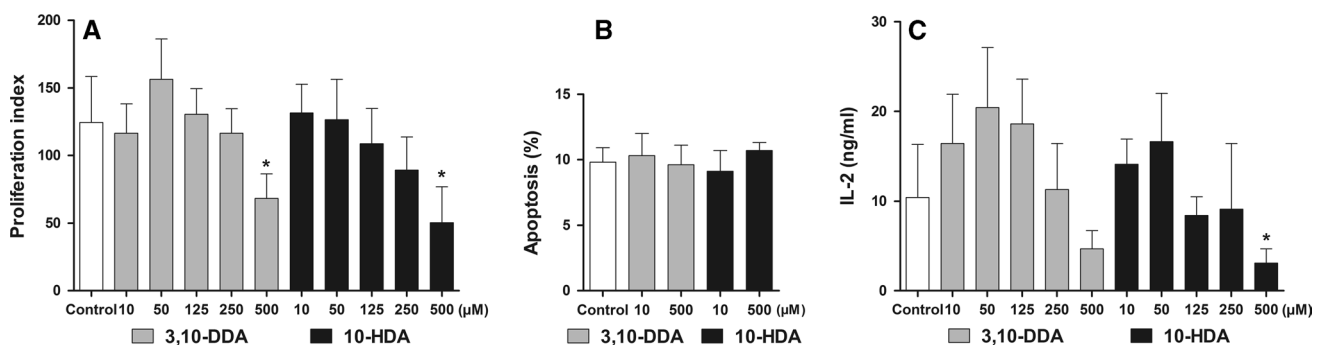 A
Proliferation index
200
150
100
50
0
Control 10 50 125 250 500 10 50 125 250 500 (µM)
3,10-DDA 10-HDA
* *
B
Apoptosis (%)
15
10
5
0
Control 10 500 10 500 (µM)
3,10-DDA 10-HDA
C
IL-2 (ng/ml)
30
20
10
0
*
Control 10 50 125 250 500 10 50 125 250 500 (µM)
3,10-DDA 10-HDA